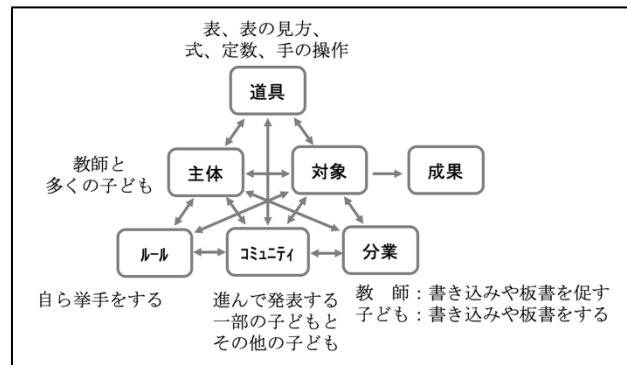 表、表の見方、
式、定数、手の操作
道具
教師と
多くの子ども
主体
対象
成果
ルール
コミュニティ
分業
自ら挙手をする
進んで発表する
一部の子どもと
その他の子ども
教　師：書き込みや板書を促す
子ども：書き込みや板書をする